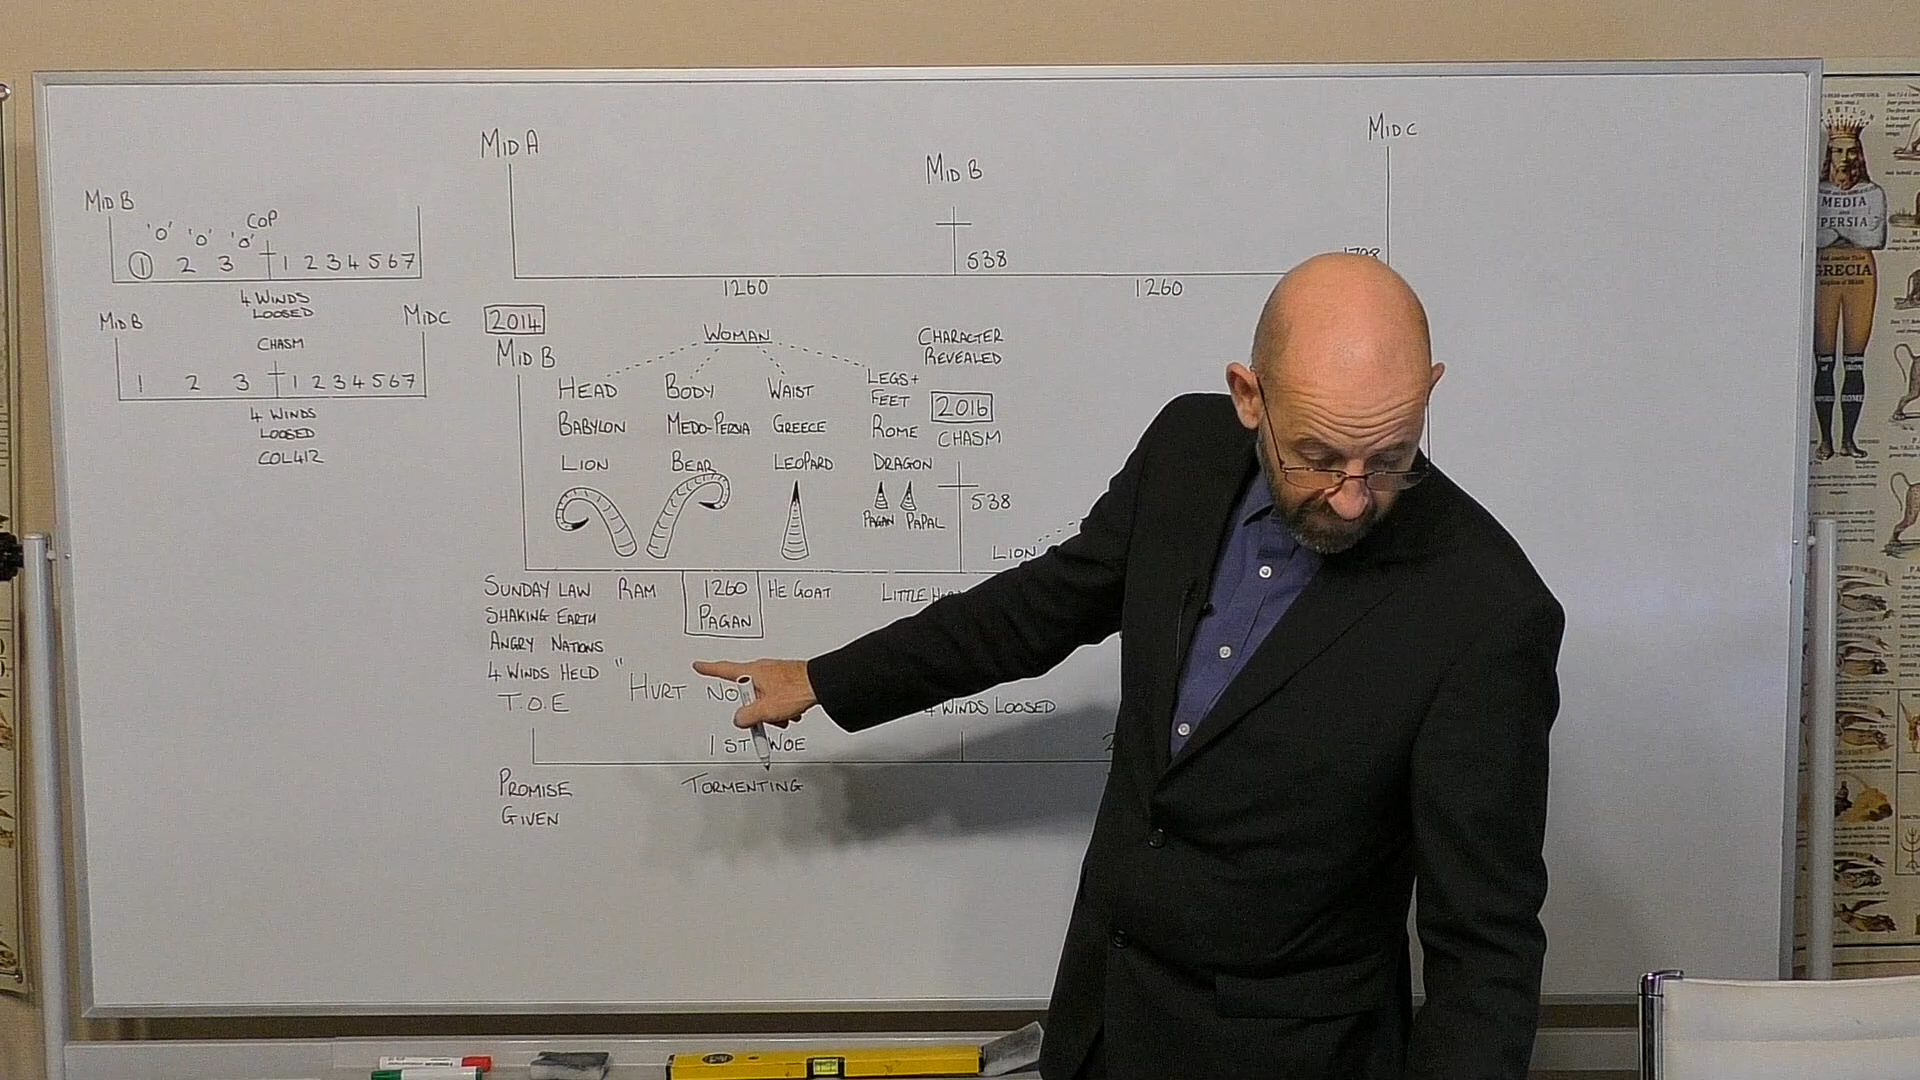 MID A
MID B
MID C
538
1260
1260
MID B
'0' '0' '0' COP
1 2 3 1 2 3 4 5 6 7
4 WINDS
LOOSED
MID B
MID C
CHASM
1 2 3 1 2 3 4 5 6 7
4 WINDS
LOOSED
COL412
2014
MID B
WOMAN
CHARACTER
REVEALED
HEAD
BODY
WAIST
LEGS+
FEET
2016
BABYLON
MEDO-PERSIA
GREECE
ROME
CHASM
LION
BEAR
LEOPARD
DRAGON
538
PAGAN
PAPAL
LION
SUNDAY LAW
RAM
1260
PAGAN
HE GOAT
LITTLE
SHAKING EARTH
ANGRY NATIONS
4 WINDS HELD
T.O.E
"HURT NO
4 WINDS LOOSED
1ST WOE
PROMISE
GIVEN
TORMENTING
MEDIA
PERSIA
GRECIA